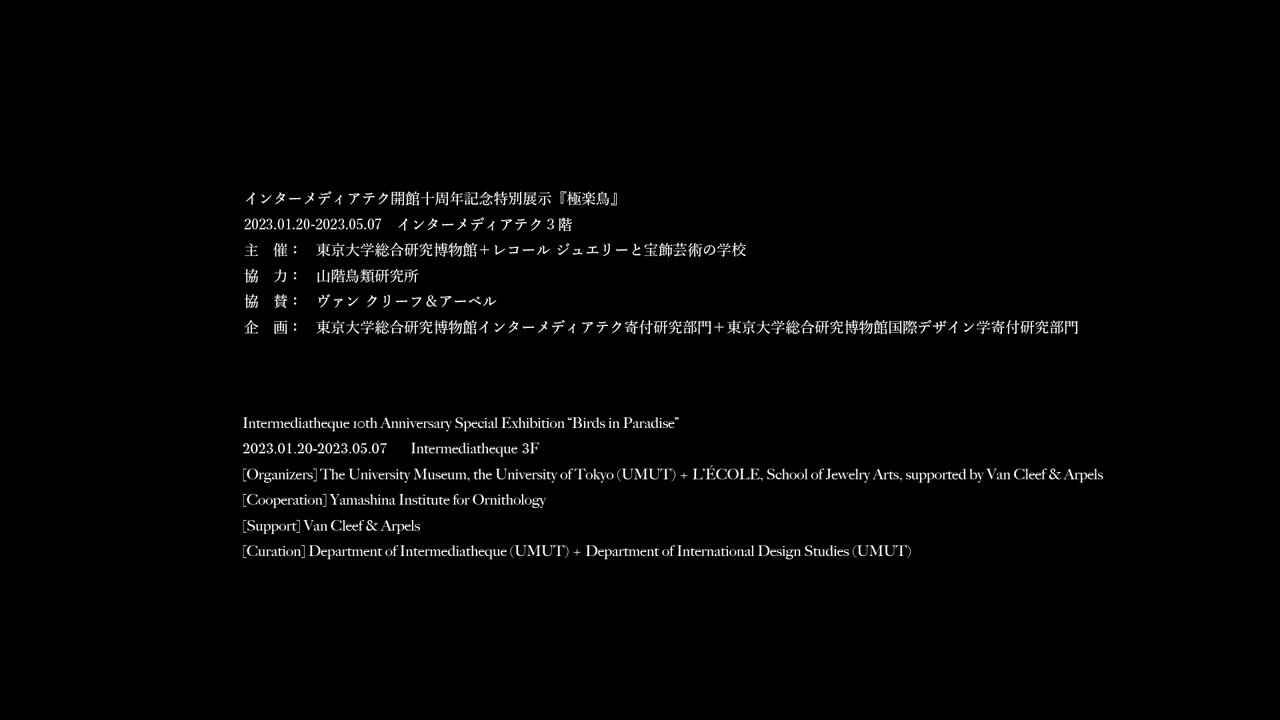 インターメディアテク開館十周年記念特別展示『極楽鳥』
2023.01.20-2023.05.07　インターメディアテク３階
主　催：　東京大学総合研究博物館＋レコール ジュエリーと宝飾芸術の学校
協　力：　山階鳥類研究所
協　賛：　ヴァン クリーフ＆アーペル
企　画：　東京大学総合研究博物館インターメディアテク寄付研究部門＋東京大学総合研究博物館国際デザイン学寄付研究部門
Intermediatheque 10th Anniversary Special Exhibition “Birds in Paradise”
2023.01.20-2023.05.07　Intermediatheque 3F
[Organizers] The University Museum, the University of Tokyo (UMUT) + L’ÉCOLE, School of Jewelry Arts, supported by Van Cleef & Arpels
[Cooperation] Yamashina Institute for Ornithology
[Support] Van Cleef & Arpels
[Curation] Department of Intermediatheque (UMUT) + Department of International Design Studies (UMUT)